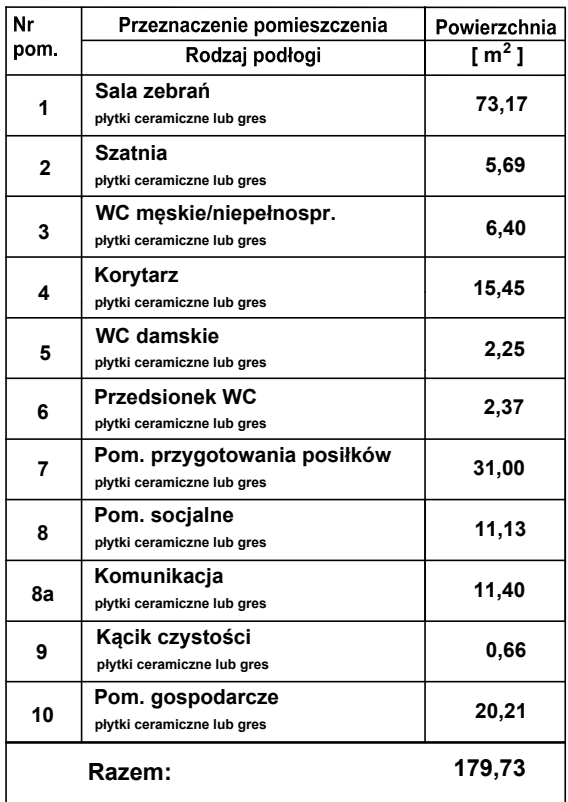 Nr pom. Przeznaczenie pomieszczenia Powierzchnia
Rodzaj podłogi [ m² ]
1 Sala zebrań 73,17
płytki ceramiczne lub gres
2 Szatnia 5,69
płytki ceramiczne lub gres
3 WC męskie/niepełnospr. 6,40
płytki ceramiczne lub gres
4 Korytarz 15,45
płytki ceramiczne lub gres
5 WC damskie 2,25
płytki ceramiczne lub gres
6 Przedsionek WC 2,37
płytki ceramiczne lub gres
7 Pom. przygotowania posiłków 31,00
płytki ceramiczne lub gres
8 Pom. socjalne 11,13
płytki ceramiczne lub gres
8a Komunikacja 11,40
płytki ceramiczne lub gres
9 Kącik czystości 0,66
płytki ceramiczne lub gres
10 Pom. gospodarcze 20,21
płytki ceramiczne lub gres
Razem: 179,73